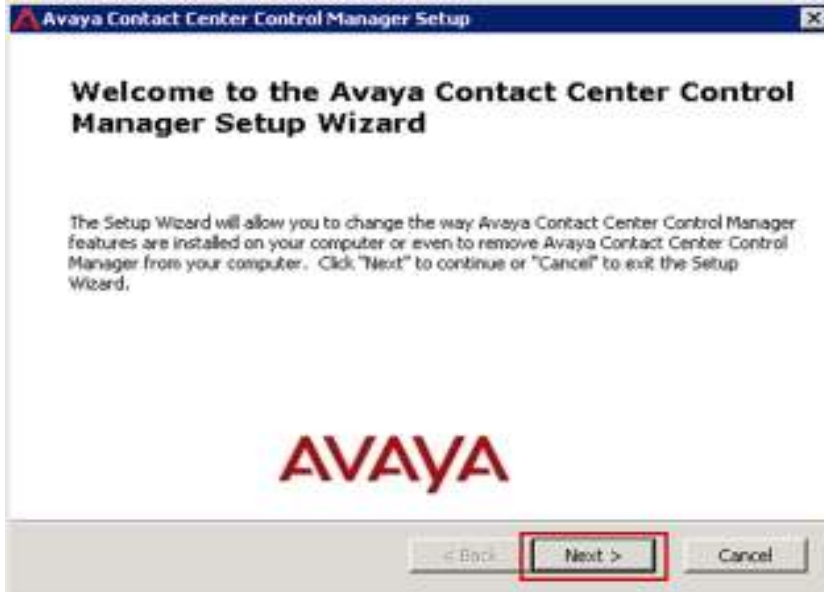 Avaya Contact Center Control Manager Setup
Welcome to the Avaya Contact Center Control
Manager Setup Wizard
The Setup Wizard will allow you to change the way Avaya Contact Center Control Manager
features are installed on your computer or even to remove Avaya Contact Center Control
Manager from your computer. Click "Next" to continue or "Cancel" to exit the Setup
Wizard.
AVAYA
< Back
Next >
Cancel